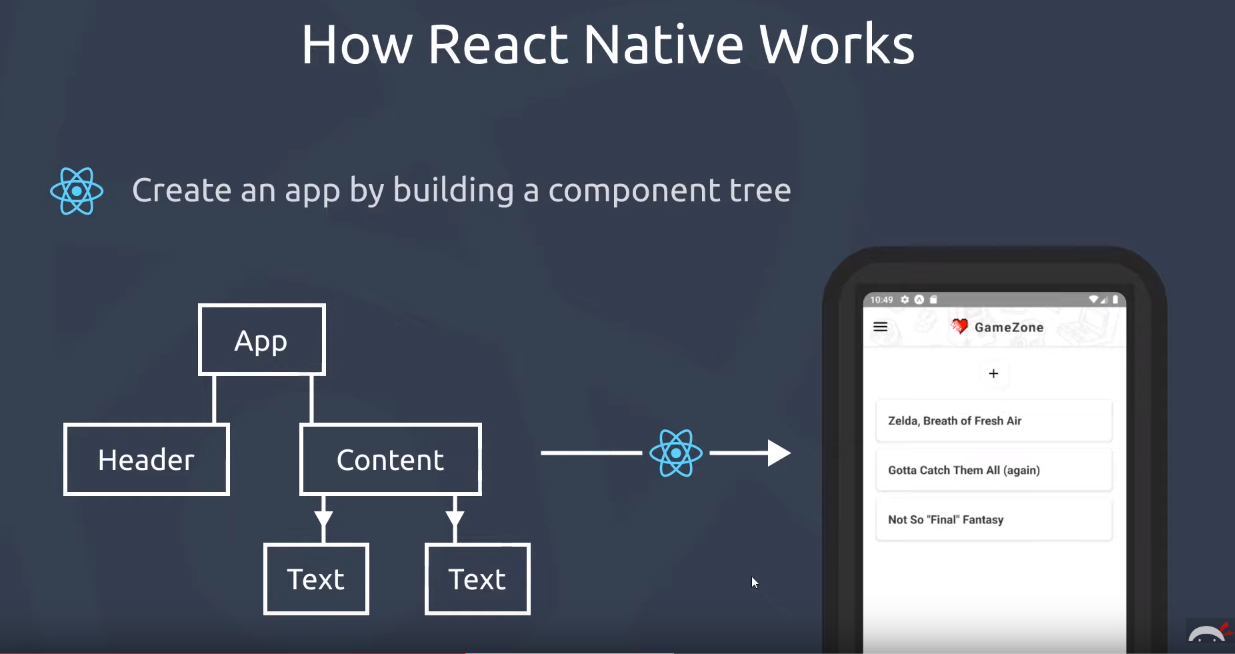 How React Native Works
Create an app by building a component tree
App
Header
Content
Text
Text
10:49
GameZone
+
Zelda, Breath of Fresh Air
Gotta Catch Them All (again)
Not So "Final" Fantasy